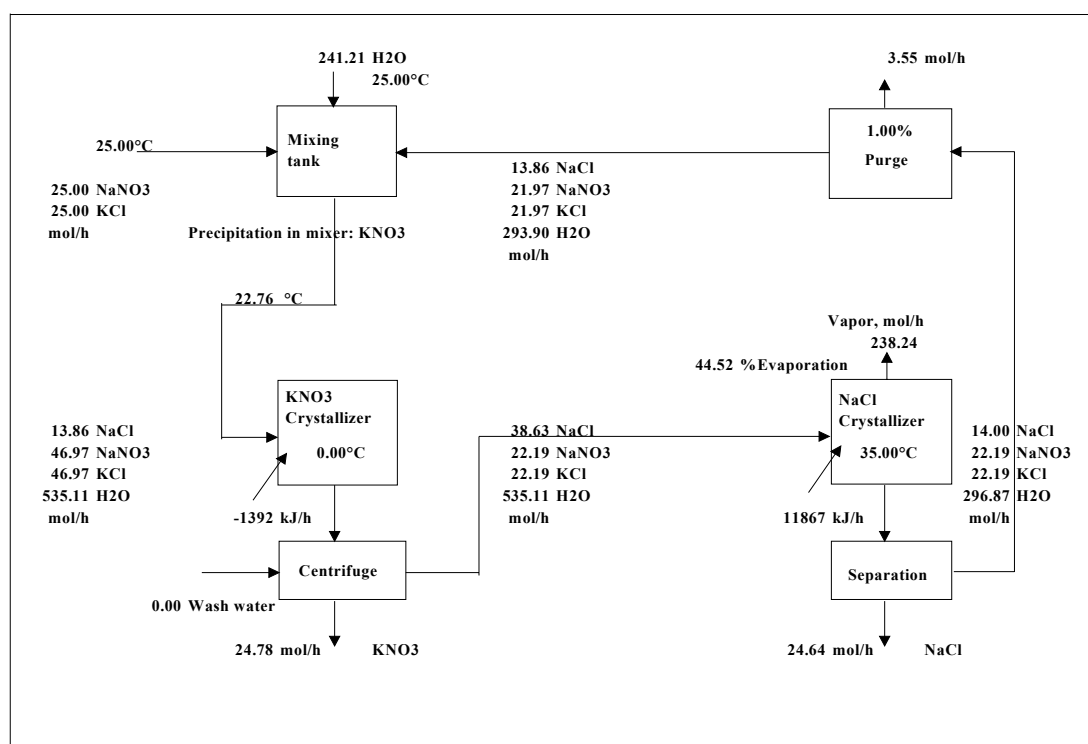 241.21 H2O
25.00°C
3.55 mol/h
Mixing
tank
1.00%
Purge
25.00°C
25.00 NaNO3
25.00 KCl
mol/h
13.86 NaCl
21.97 NaNO3
21.97 KCl
293.90 H2O
mol/h
Precipitation in mixer: KNO3
22.76 °C
Vapor, mol/h
238.24
44.52 %Evaporation
KNO3
Crystallizer
0.00°C
NaCl
Crystallizer
35.00°C
13.86 NaCl
46.97 NaNO3
46.97 KCl
535.11 H2O
mol/h
38.63 NaCl
22.19 NaNO3
22.19 KCl
535.11 H2O
mol/h
14.00 NaCl
22.19 NaNO3
22.19 KCl
296.87 H2O
mol/h
-1392 kJ/h
11867 kJ/h
Centrifuge
Separation
0.00 Wash water
24.78 mol/h KNO3
24.64 mol/h NaCl